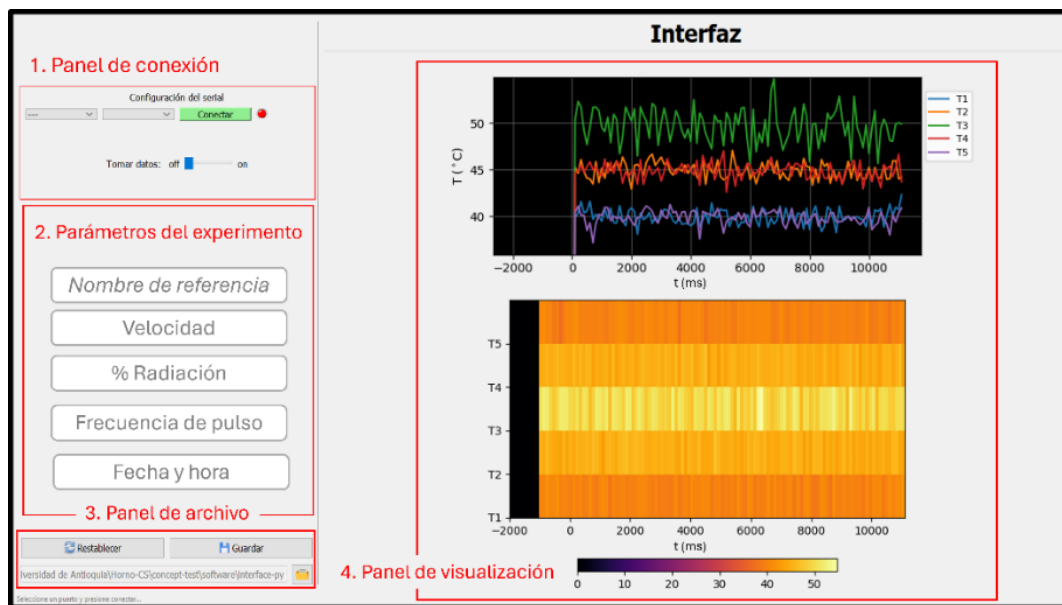 Interfaz
1. Panel de conexión
Configuración del serial
---
Conectar
Tomar datos: off on
2. Parámetros del experimento
Nombre de referencia
Velocidad
% Radiación
Frecuencia de pulso
Fecha y hora
3. Panel de archivo
Restablecer
Guardar
iversidad de Antioquia\Horno-CS\concept-test\software\interface-py
Seleccione un puerto y presione conectar...
T (°C)
50
45
40
−2000 0 2000 4000 6000 8000 10000
t (ms)
T1
T2
T3
T4
T5
T5
T4
T3
T2
T1
−2000 0 2000 4000 6000 8000 10000
t (ms)
4. Panel de visualización
0 10 20 30 40 50